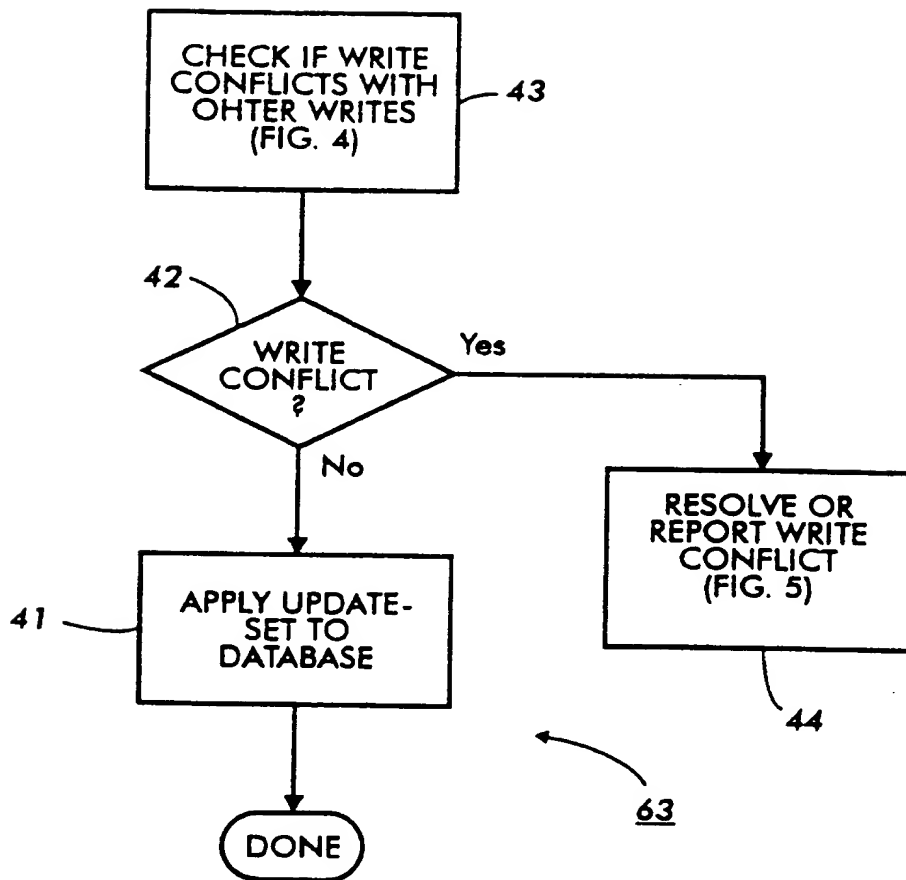 CHECK IF WRITE
CONFLICTS WITH
OHTER WRITES
(FIG. 4)
43
42
WRITE
CONFLICT
?
Yes
No
RESOLVE OR
REPORT WRITE
CONFLICT
(FIG. 5)
41
APPLY UPDATE-
SET TO
DATABASE
44
63
DONE